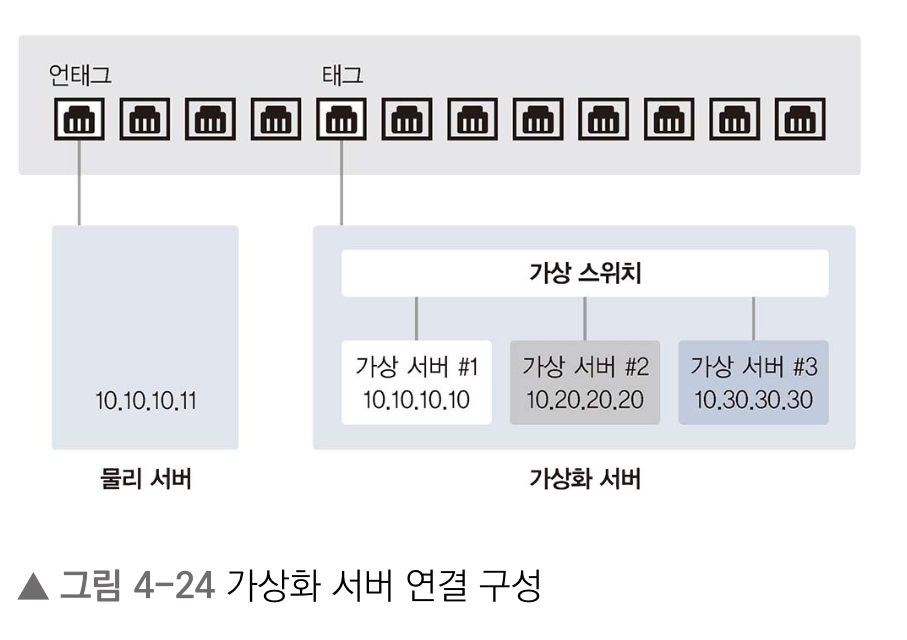 언태그 태그
가상 스위치
가상 서버 #1 가상 서버 #2 가상 서버 #3
10.10.10.11 10.10.10.10 10.20.20.20 10.30.30.30
물리 서버 가상화 서버
▲ 그림 4-24 가상화 서버 연결 구성